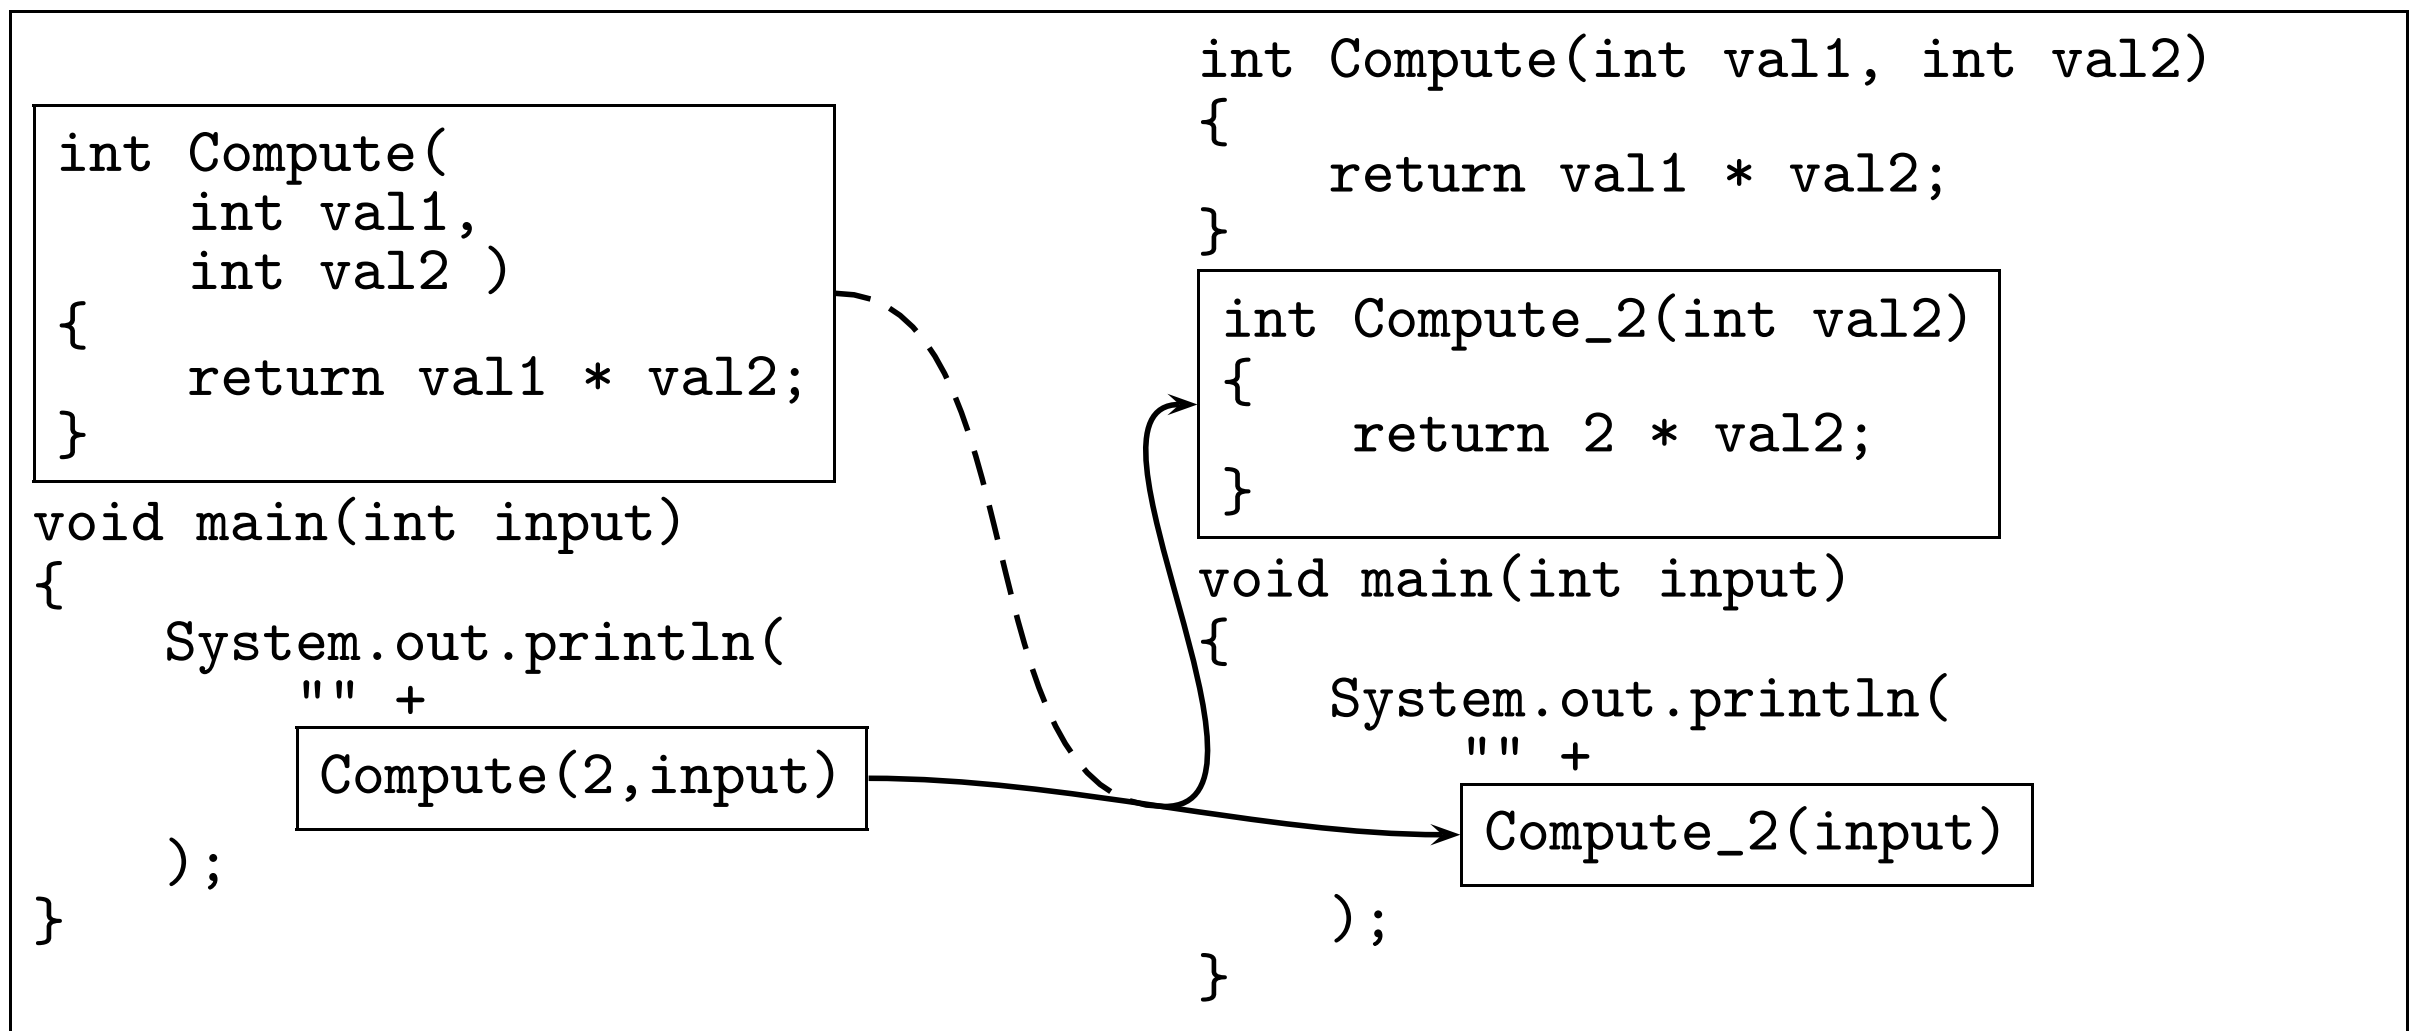 int Compute(
    int val1,
    int val2 )
{
    return val1 * val2;
}
void main(int input)
{
    System.out.println(
        "" +
        Compute(2,input)
    );
}
int Compute(int val1, int val2)
{
    return val1 * val2;
}
int Compute_2(int val2)
{
    return 2 * val2;
}
void main(int input)
{
    System.out.println(
        "" +
        Compute_2(input)
    );
}